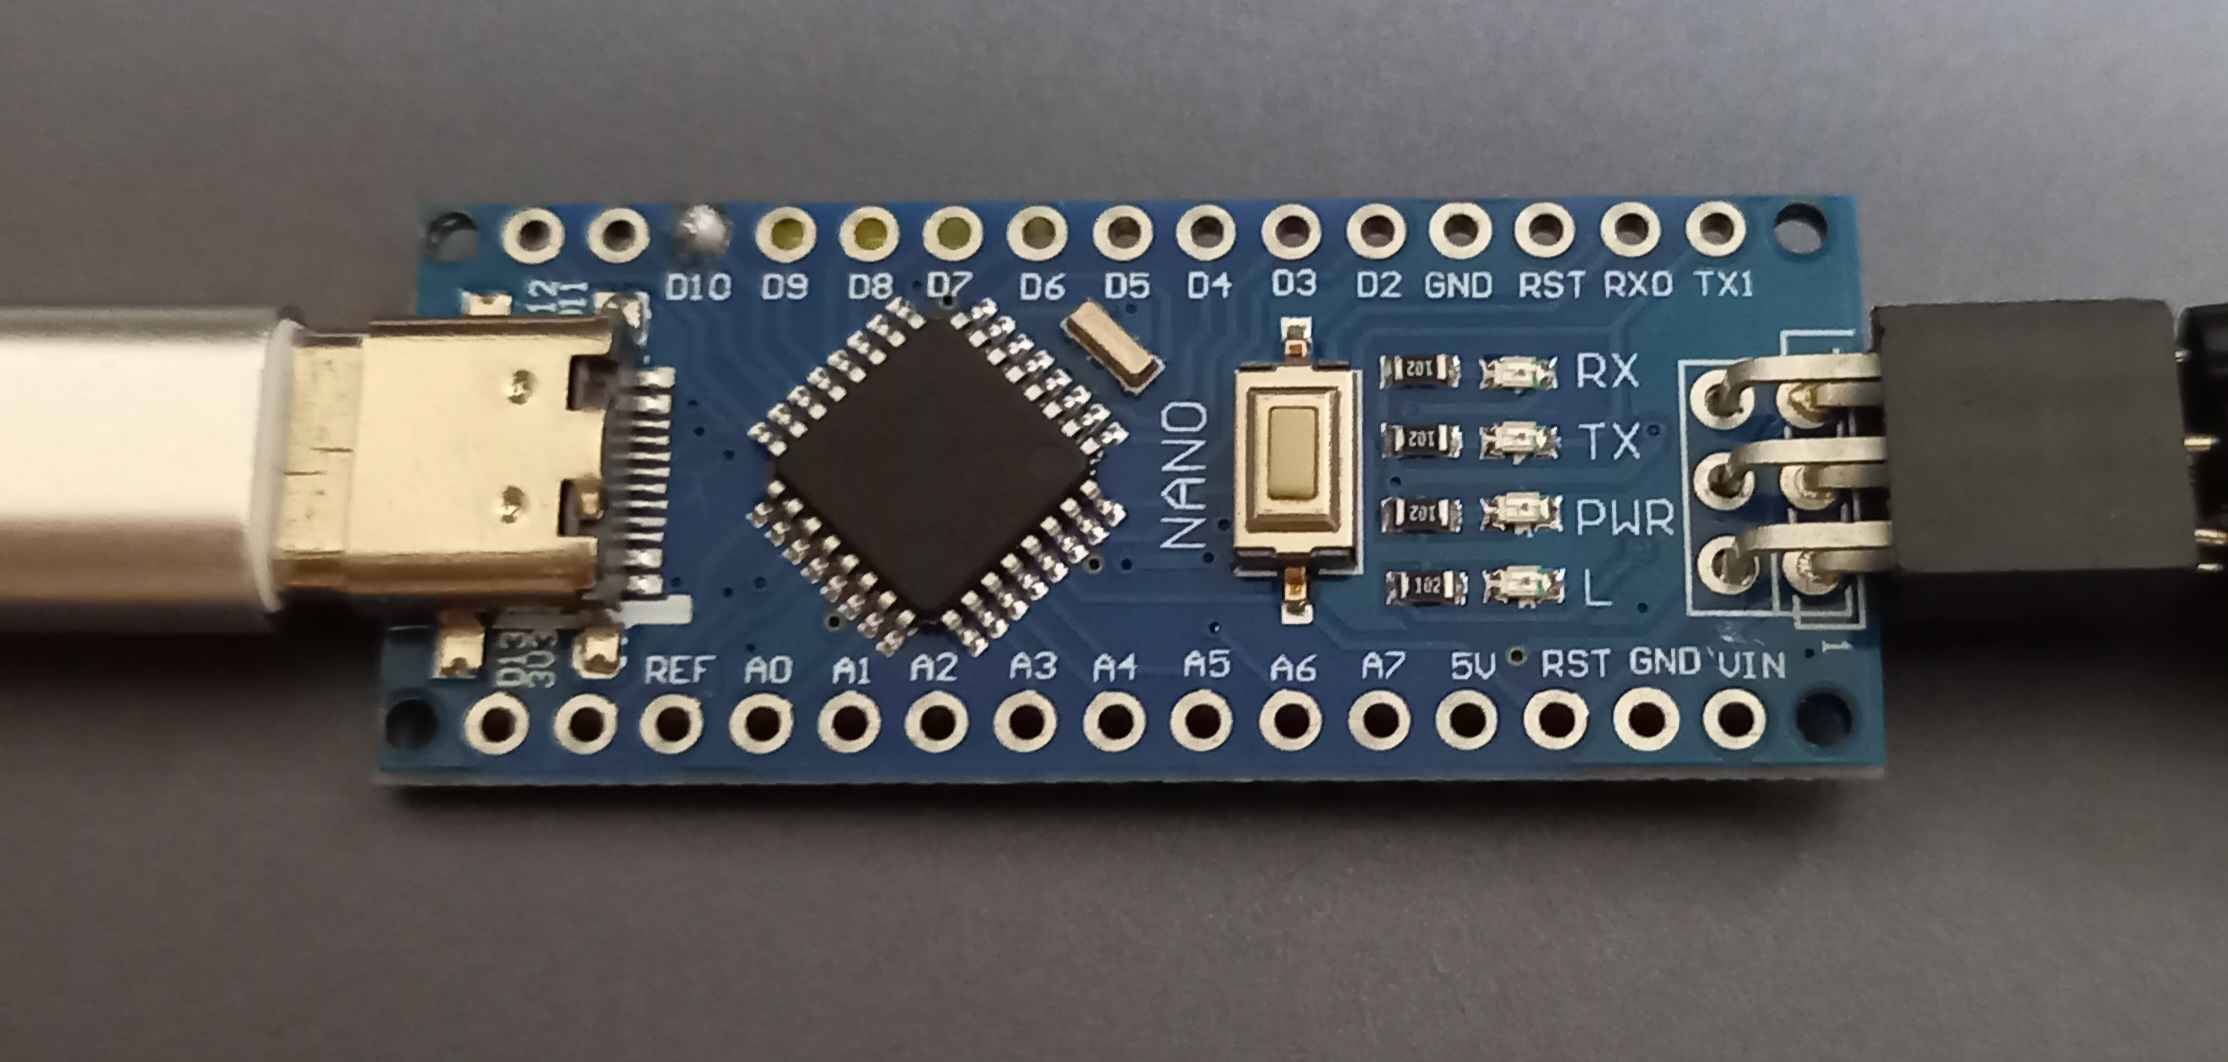 D12
D11
D10 D9 D8 D7 D6 D5 D4 D3 D2 GND RST RX0 TX1
102 RX
102 TX
NANO
102 PWR
102 L
1
D13
3V3
REF A0 A1 A2 A3 A4 A5 A6 A7 5V RST GND VIN